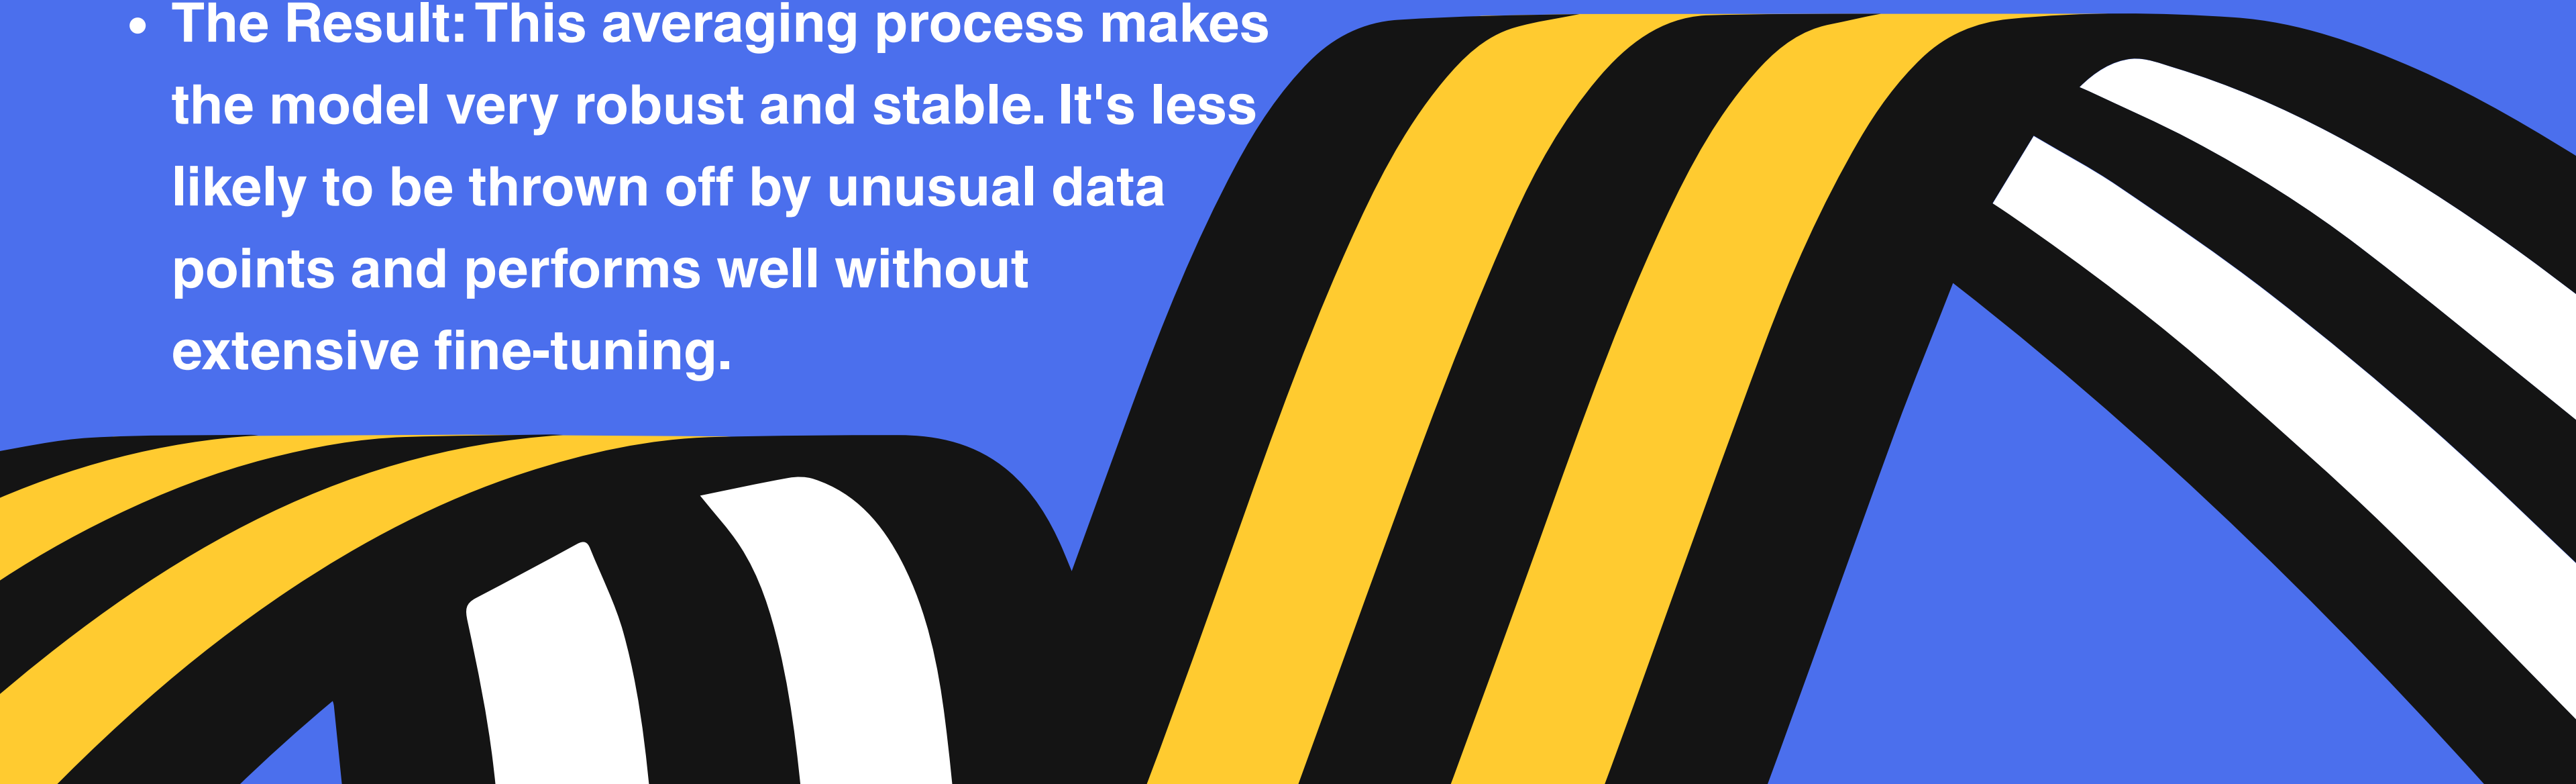 • The Result: This averaging process makes
the model very robust and stable. It's less
likely to be thrown off by unusual data
points and performs well without
extensive fine-tuning.